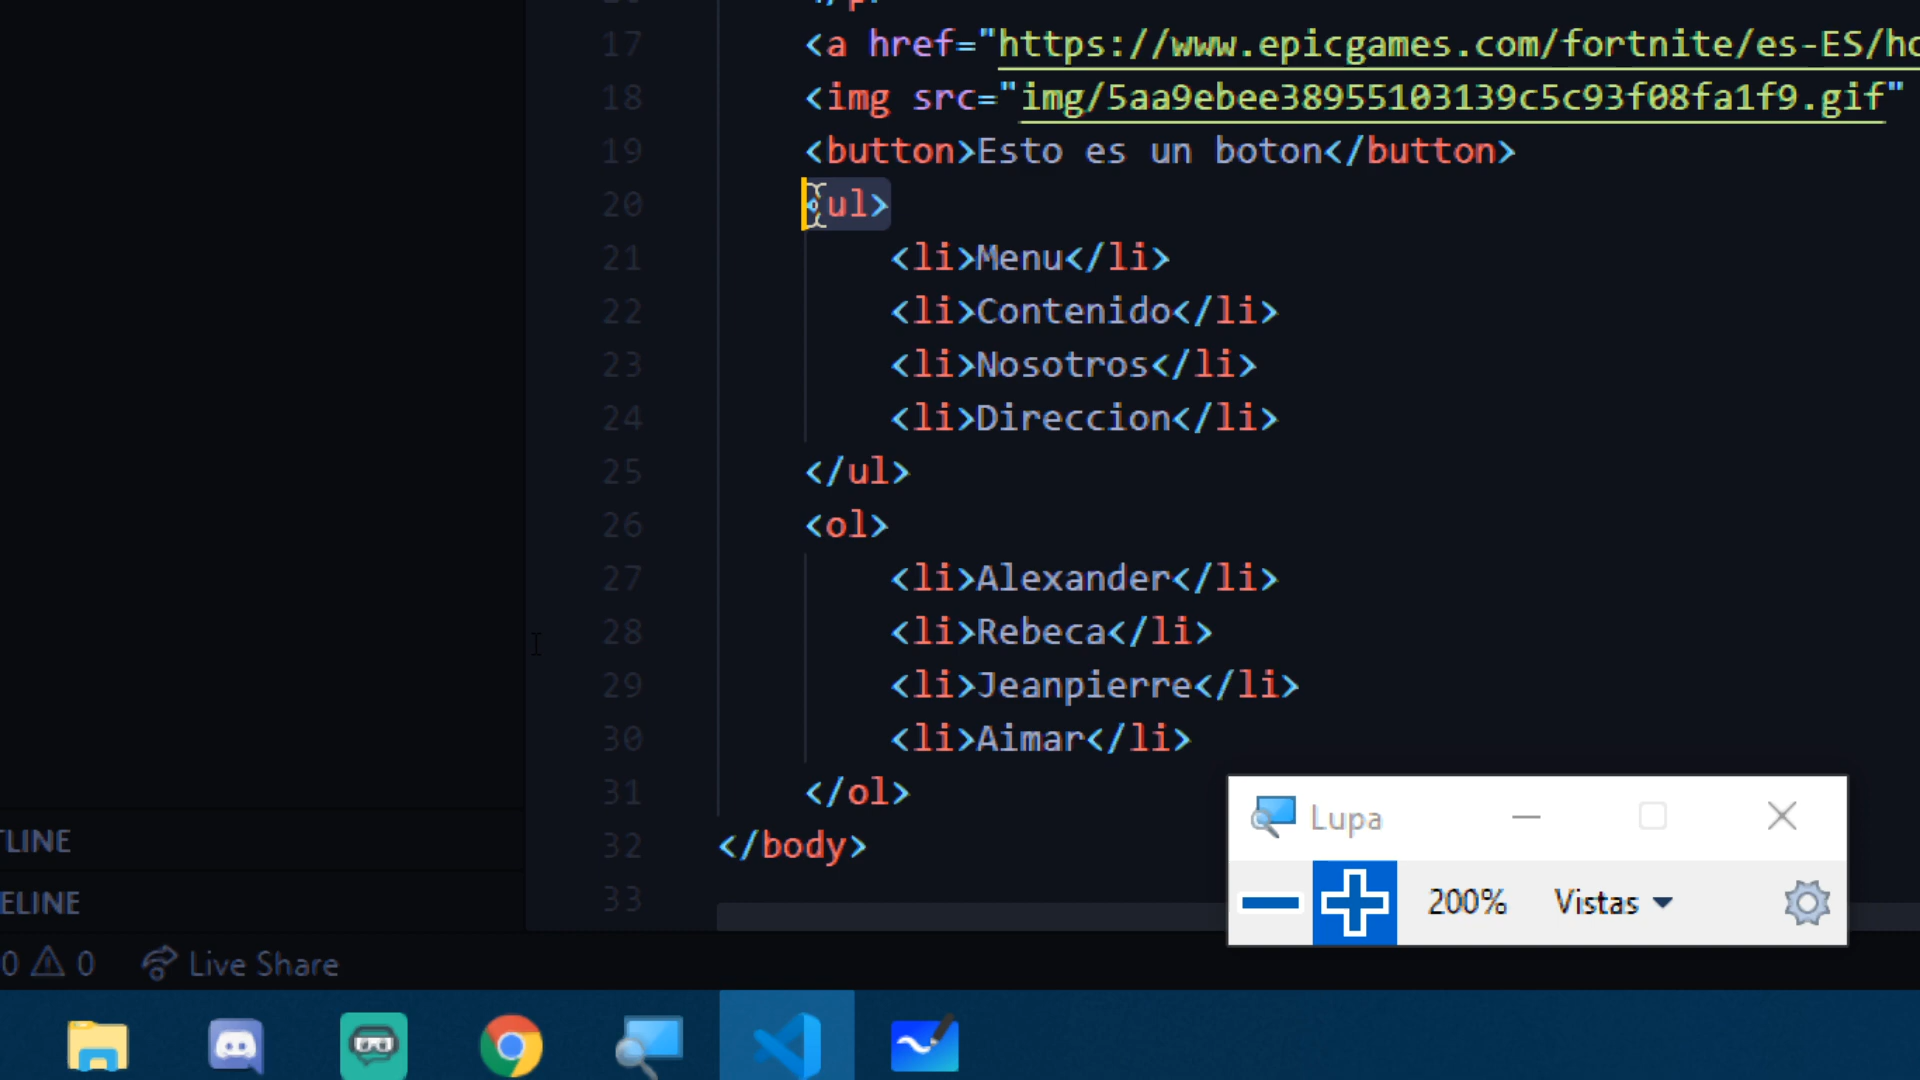 17 <a href="https://www.epicgames.com/fortnite/es-ES/ho
18 <img src="img/5aa9ebee38955103139c5c93f08fa1f9.gif"
19 <button>Esto es un boton</button>
20 <ul>
21 <li>Menu</li>
22 <li>Contenido</li>
23 <li>Nosotros</li>
24 <li>Direccion</li>
25 </ul>
26 <ol>
27 <li>Alexander</li>
28 <li>Rebeca</li>
29 <li>Jeanpierre</li>
30 <li>Aimar</li>
31 </ol>
32 </body>
33
TLINE
ELINE
Lupa
200% Vistas
0 0 Live Share